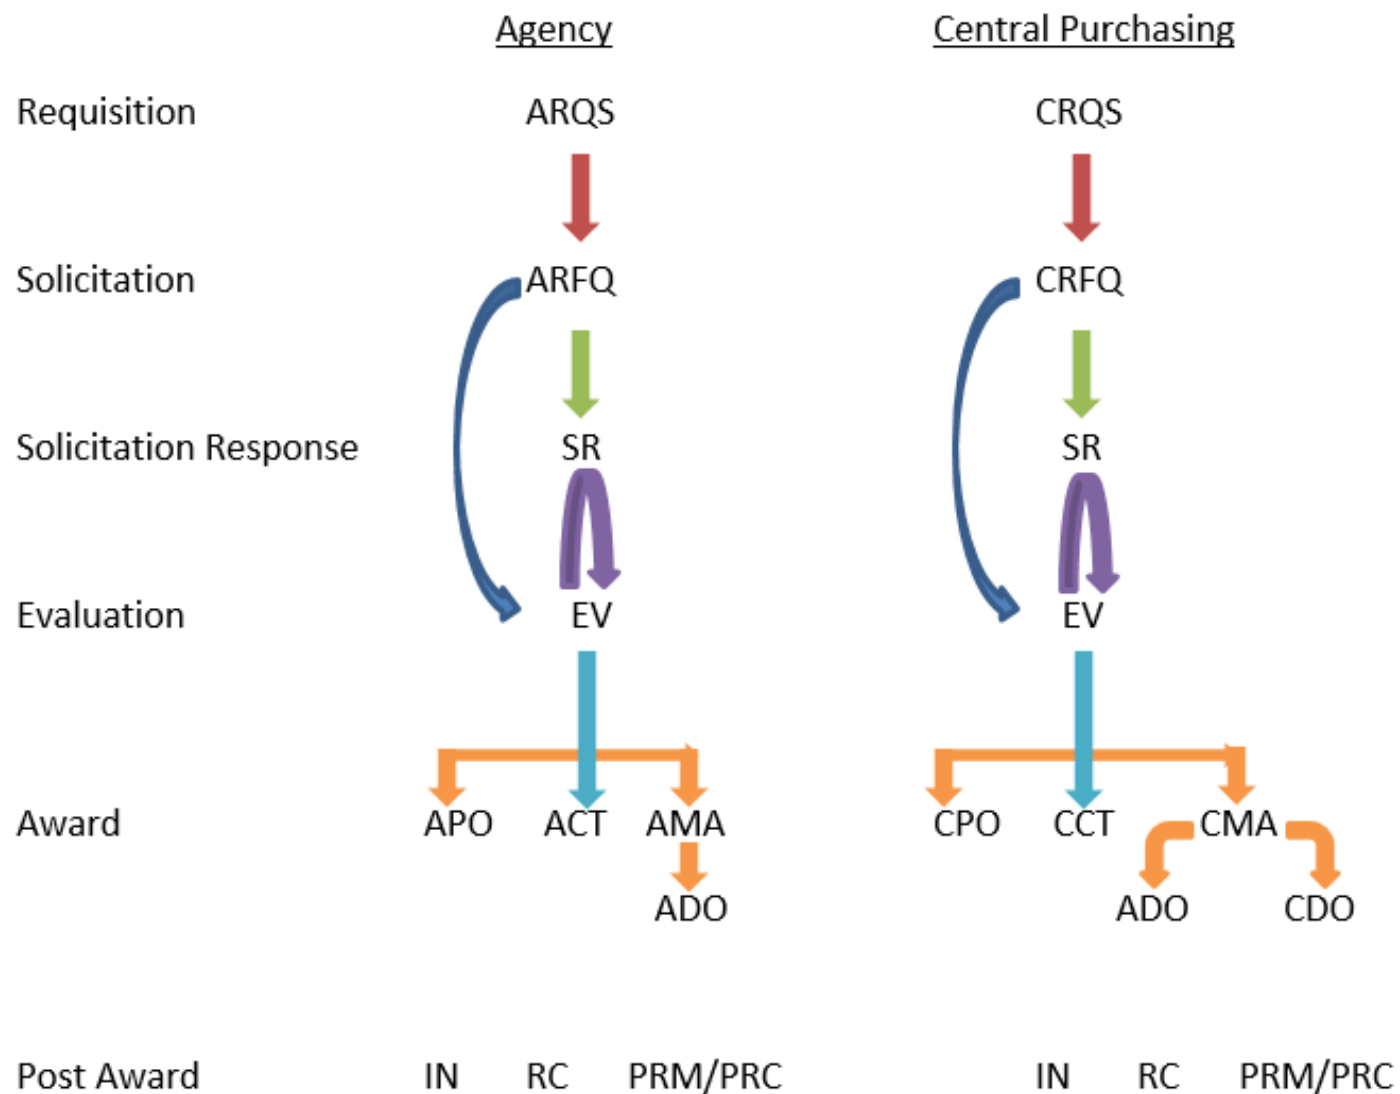 Agency Central Purchasing
Requisition ARQS CRQS
Solicitation ARFQ CRFQ
Solicitation Response SR SR
Evaluation EV EV
Award APO ACT AMA CPO CCT CMA
ADO ADO CDO
Post Award IN RC PRM/PRC IN RC PRM/PRC